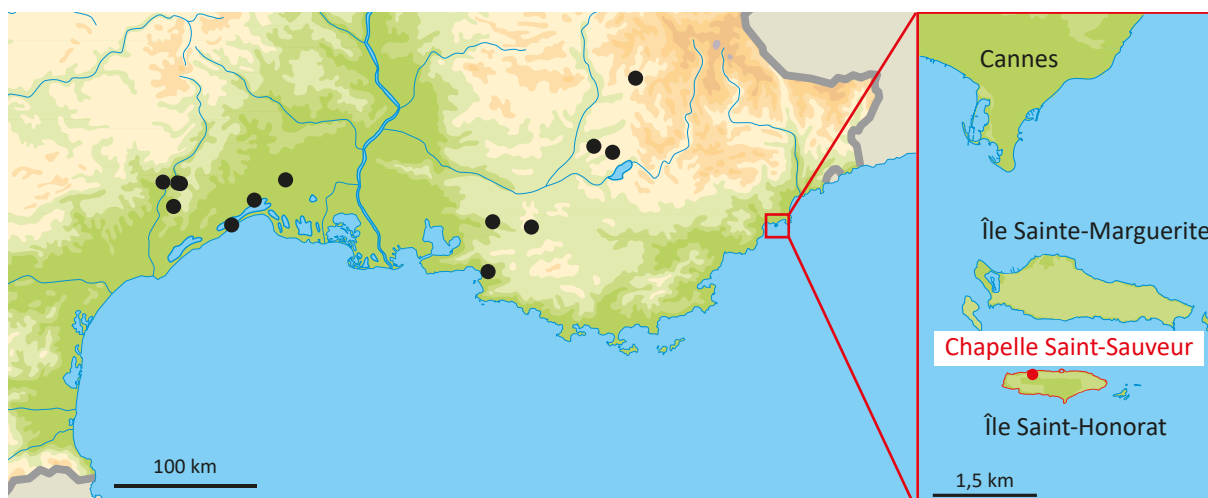 Cannes
Île Sainte-Marguerite
Chapelle Saint-Sauveur
Île Saint-Honorat
100 km
1,5 km